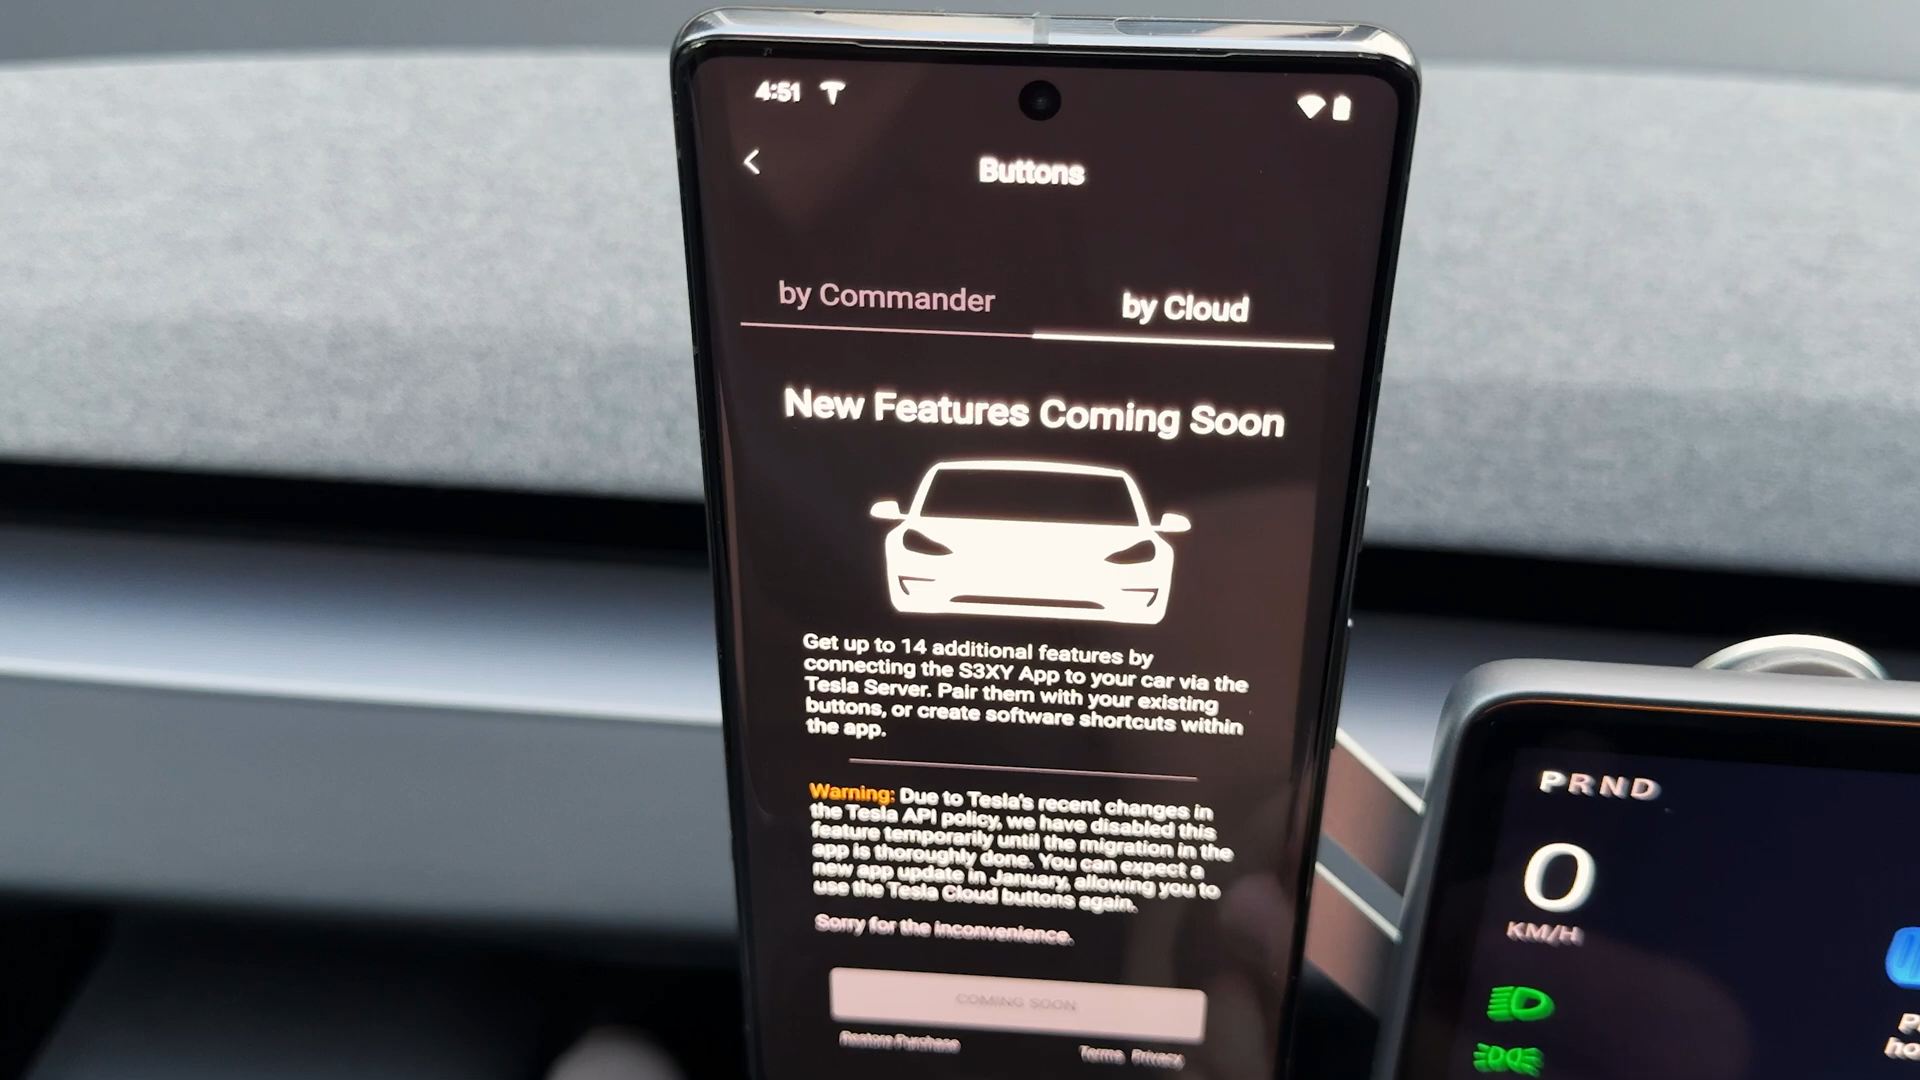 4:51
Buttons
by Commander
by Cloud
New Features Coming Soon
Get up to 14 additional features by
connecting the S3XY App to your car via the
Tesla Server. Pair them with your existing
buttons, or create software shortcuts within
the app.
Warning: Due to Tesla's recent changes in
the Tesla API policy, we have disabled this
feature temporarily until the migration in the
app is thoroughly done. You can expect a
new app update in January, allowing you to
use the Tesla Cloud buttons again.
Sorry for the inconvenience.
COMING SOON
Restore Purchase
Terms Privacy
PRND
0
KM/H